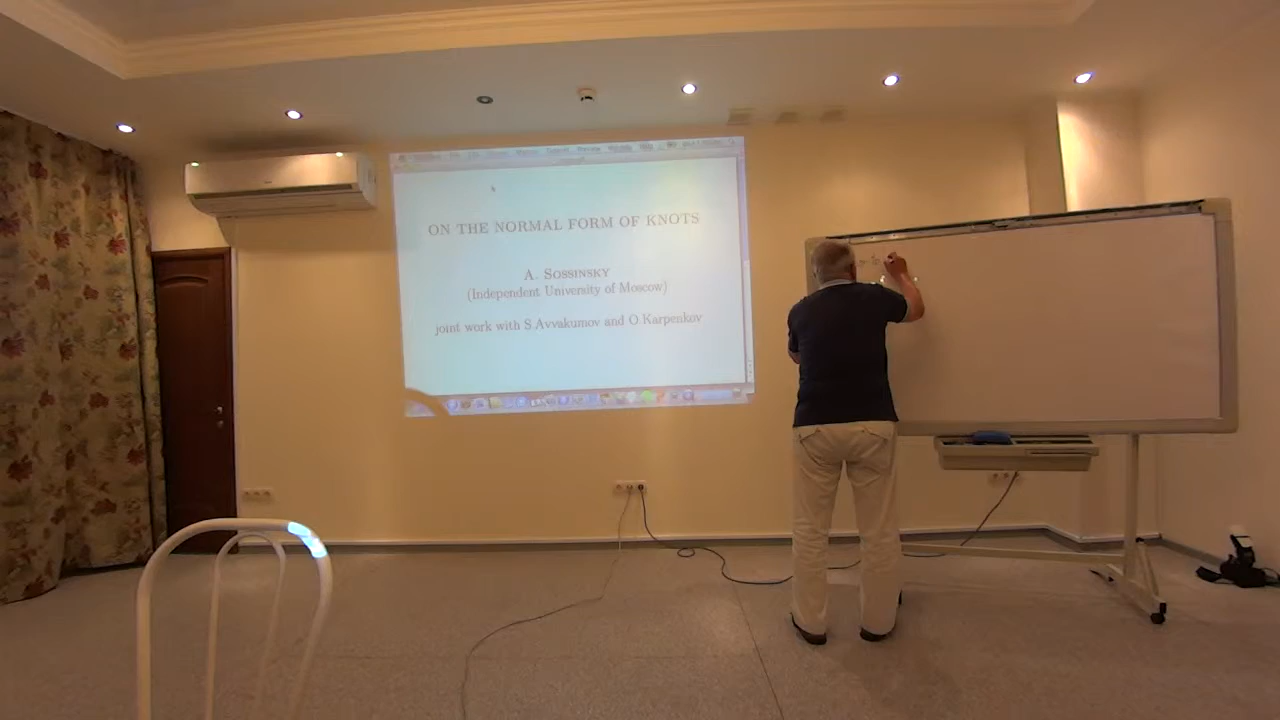 ON THE NORMAL FORM OF KNOTS
A. SOSSINSKY
(Independent University of Moscow)
joint work with S.Avvakumov and O.Karpenkov